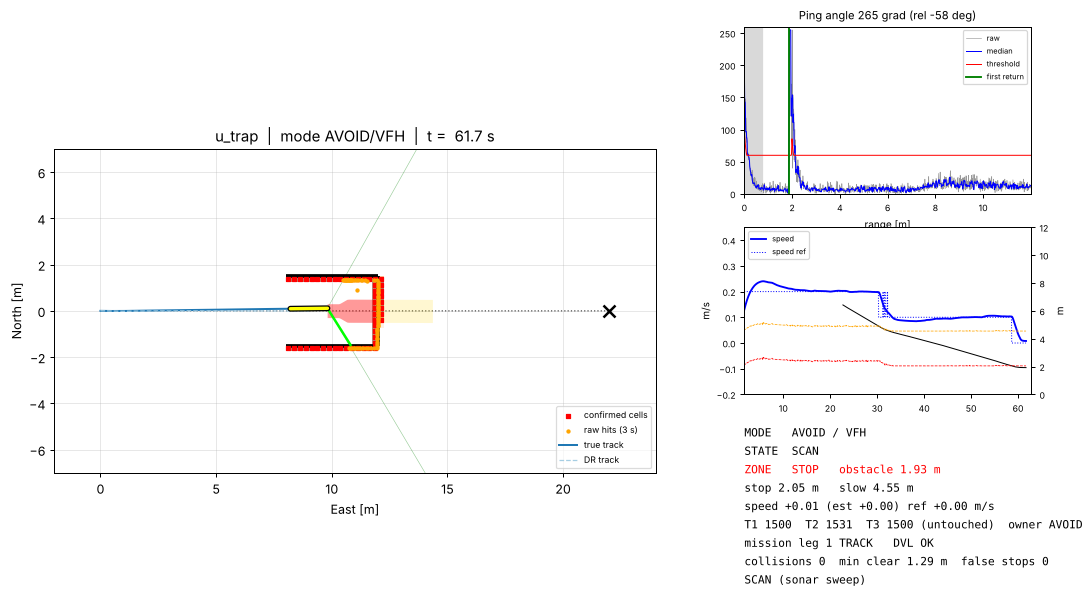 u_trap | mode AVOID/VFH | t = 61.7 s
North [m]
6
4
2
0
−2
−4
−6
0
5
10
15
20
East [m]
confirmed cells
raw hits (3 s)
true track
DR track
Ping angle 265 grad (rel -58 deg)
250
200
150
100
50
0
0
2
4
6
8
10
range [m]
raw
median
threshold
first return
speed
speed ref
m/s
0.4
0.3
0.2
0.1
0.0
−0.1
−0.2
10
20
30
40
50
60
12
10
8
6
4
2
0
m
MODE AVOID / VFH
STATE SCAN
ZONE STOP obstacle 1.93 m
stop 2.05 m slow 4.55 m
speed +0.01 (est +0.00) ref +0.00 m/s
T1 1500 T2 1531 T3 1500 (untouched) owner AVOID
mission leg 1 TRACK DVL OK
collisions 0 min clear 1.29 m false stops 0
SCAN (sonar sweep)